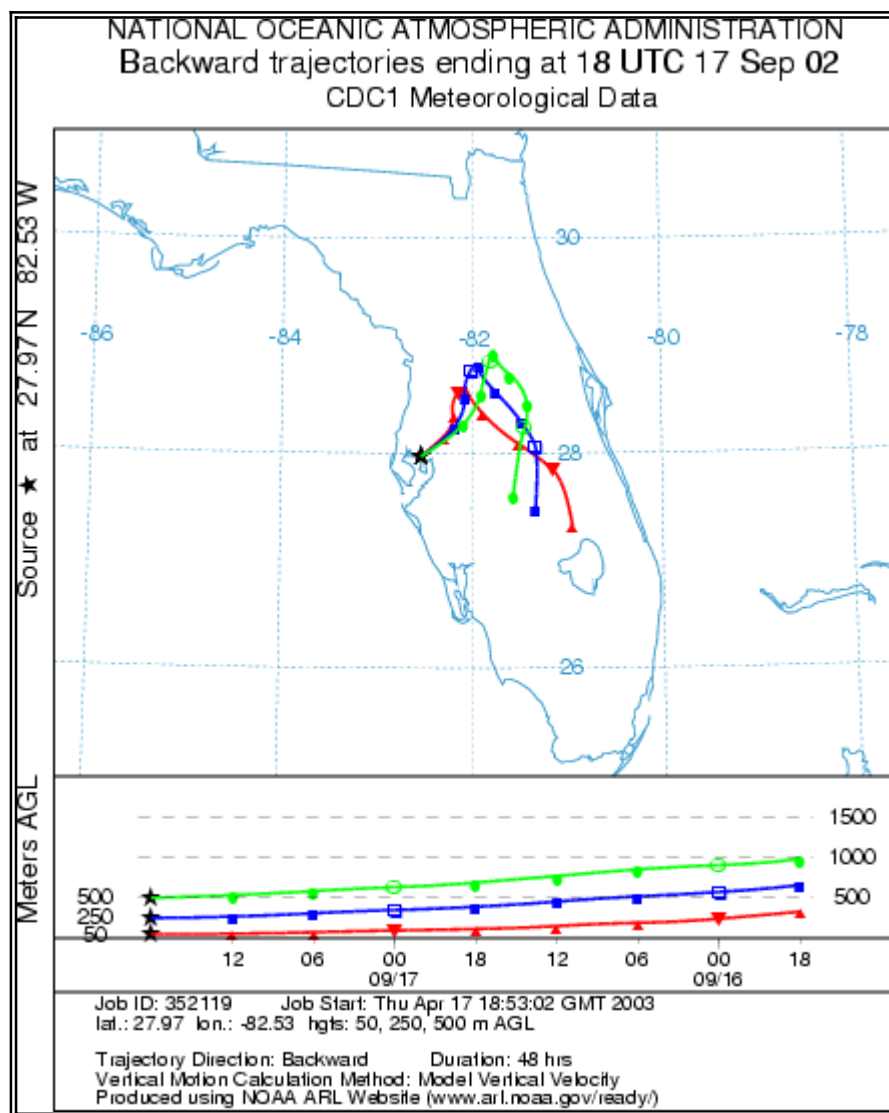 NATIONAL OCEANIC ATMOSPHERIC ADMINISTRATION
Backward trajectories ending at 18 UTC 17 Sep 02
CDC1 Meteorological Data
Source ★ at 27.97 N 82.53 W
30
-86
-84
-82
-80
-78
28
26
Meters AGL
1500
1000
500
500
250
50
12 06 00 18 12 06 00 18
09/17 09/16
Job ID: 352119 Job Start: Thu Apr 17 18:53:02 GMT 2003
lat.: 27.97 lon.: -82.53 hgts: 50, 250, 500 m AGL
Trajectory Direction: Backward Duration: 48 hrs
Vertical Motion Calculation Method: Model Vertical Velocity
Produced using NOAA ARL Website (www.arl.noaa.gov/ready/)